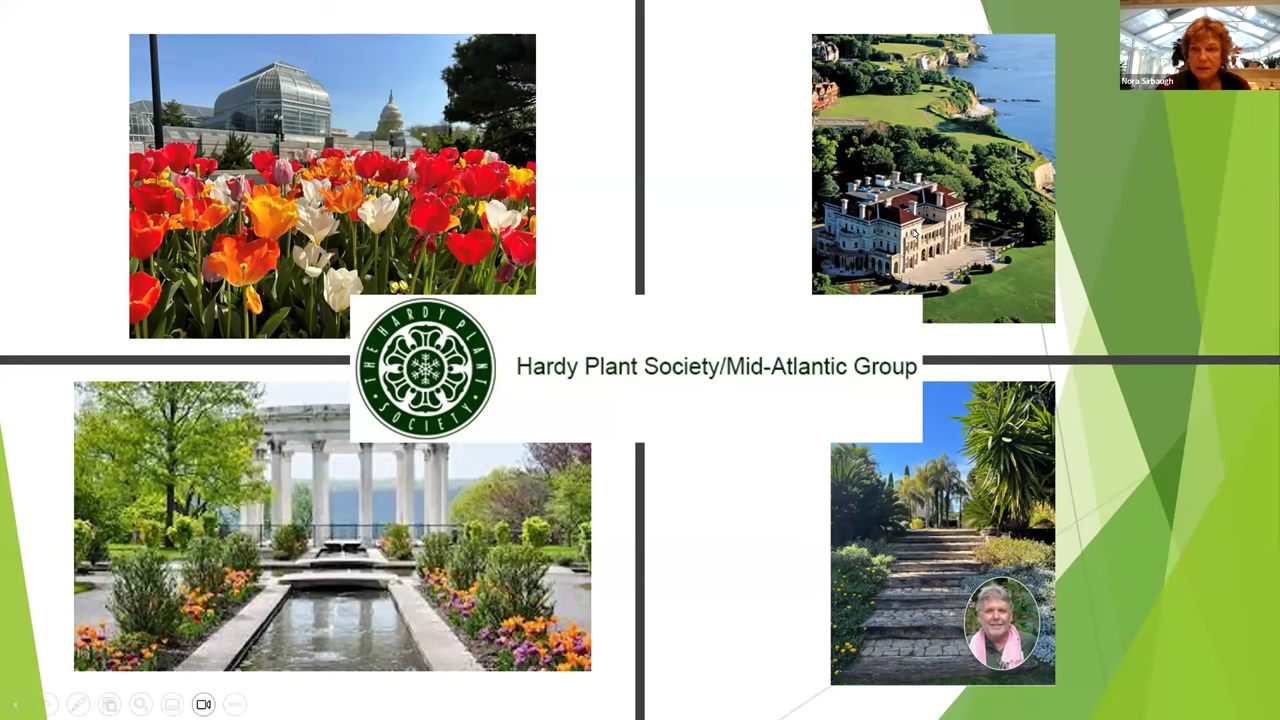 Nora Sirbaugh
THE HARDY PLANT
SOCIETY
Hardy Plant Society/Mid-Atlantic Group